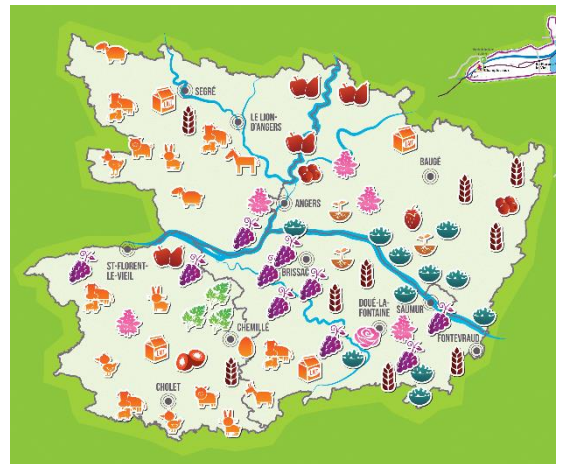 SEGRÉ
LE LION-
D'ANGERS
BAUGÉ
ANGERS
ST-FLORENT-
LE-VIEIL
BRISSAC
DOUÉ-LA-
FONTAINE
SAUMUR
CHEMILLÉ
FONTEVRAUD
CHOLET